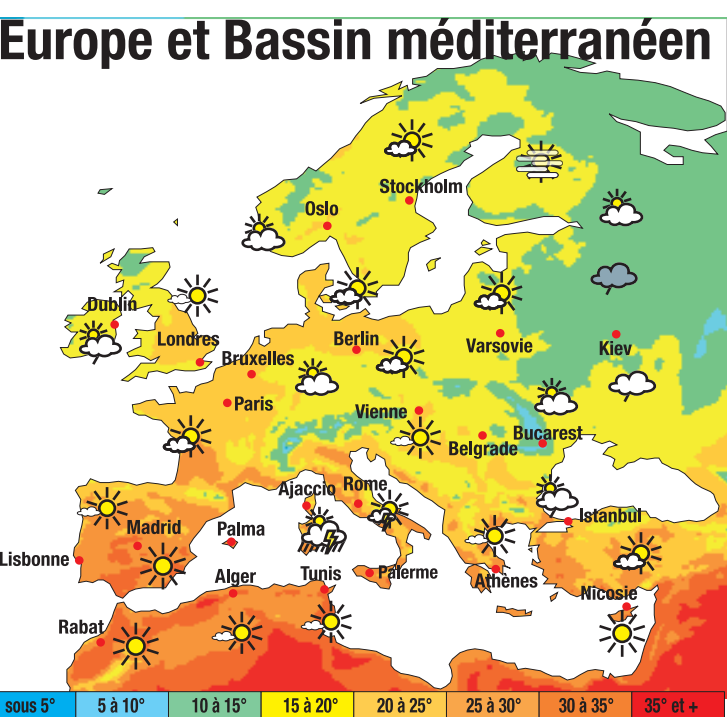 Europe et Bassin méditerranéen
Stockholm
Oslo
Dublin
Londres
Berlin
Varsovie
Kiev
Bruxelles
Paris
Vienne
Bucarest
Belgrade
Ajaccio
Rome
Istanbul
Madrid
Palma
Lisbonne
Alger
Tunis
Palerme
Athènes
Nicosie
Rabat
sous 5° 5 à 10° 10 à 15° 15 à 20° 20 à 25° 25 à 30° 30 à 35° 35° et +